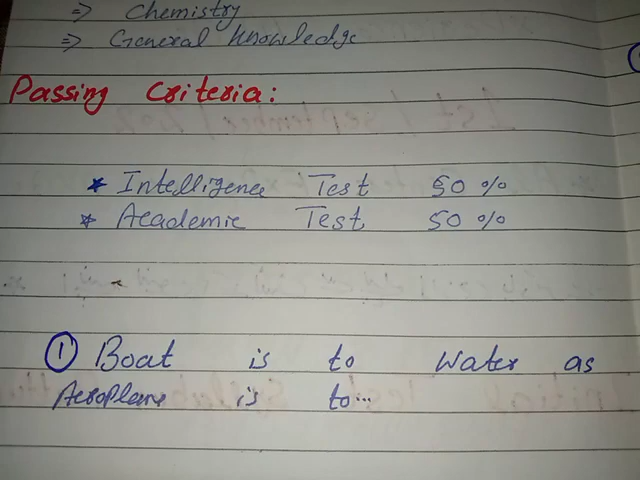 ⇒ Chemistry
⇒ General Knowledge
Passing Criteria:
* Intelligence Test 50 %
* Academic Test 50 %
① Boat is to Water as
Aeroplane is to...